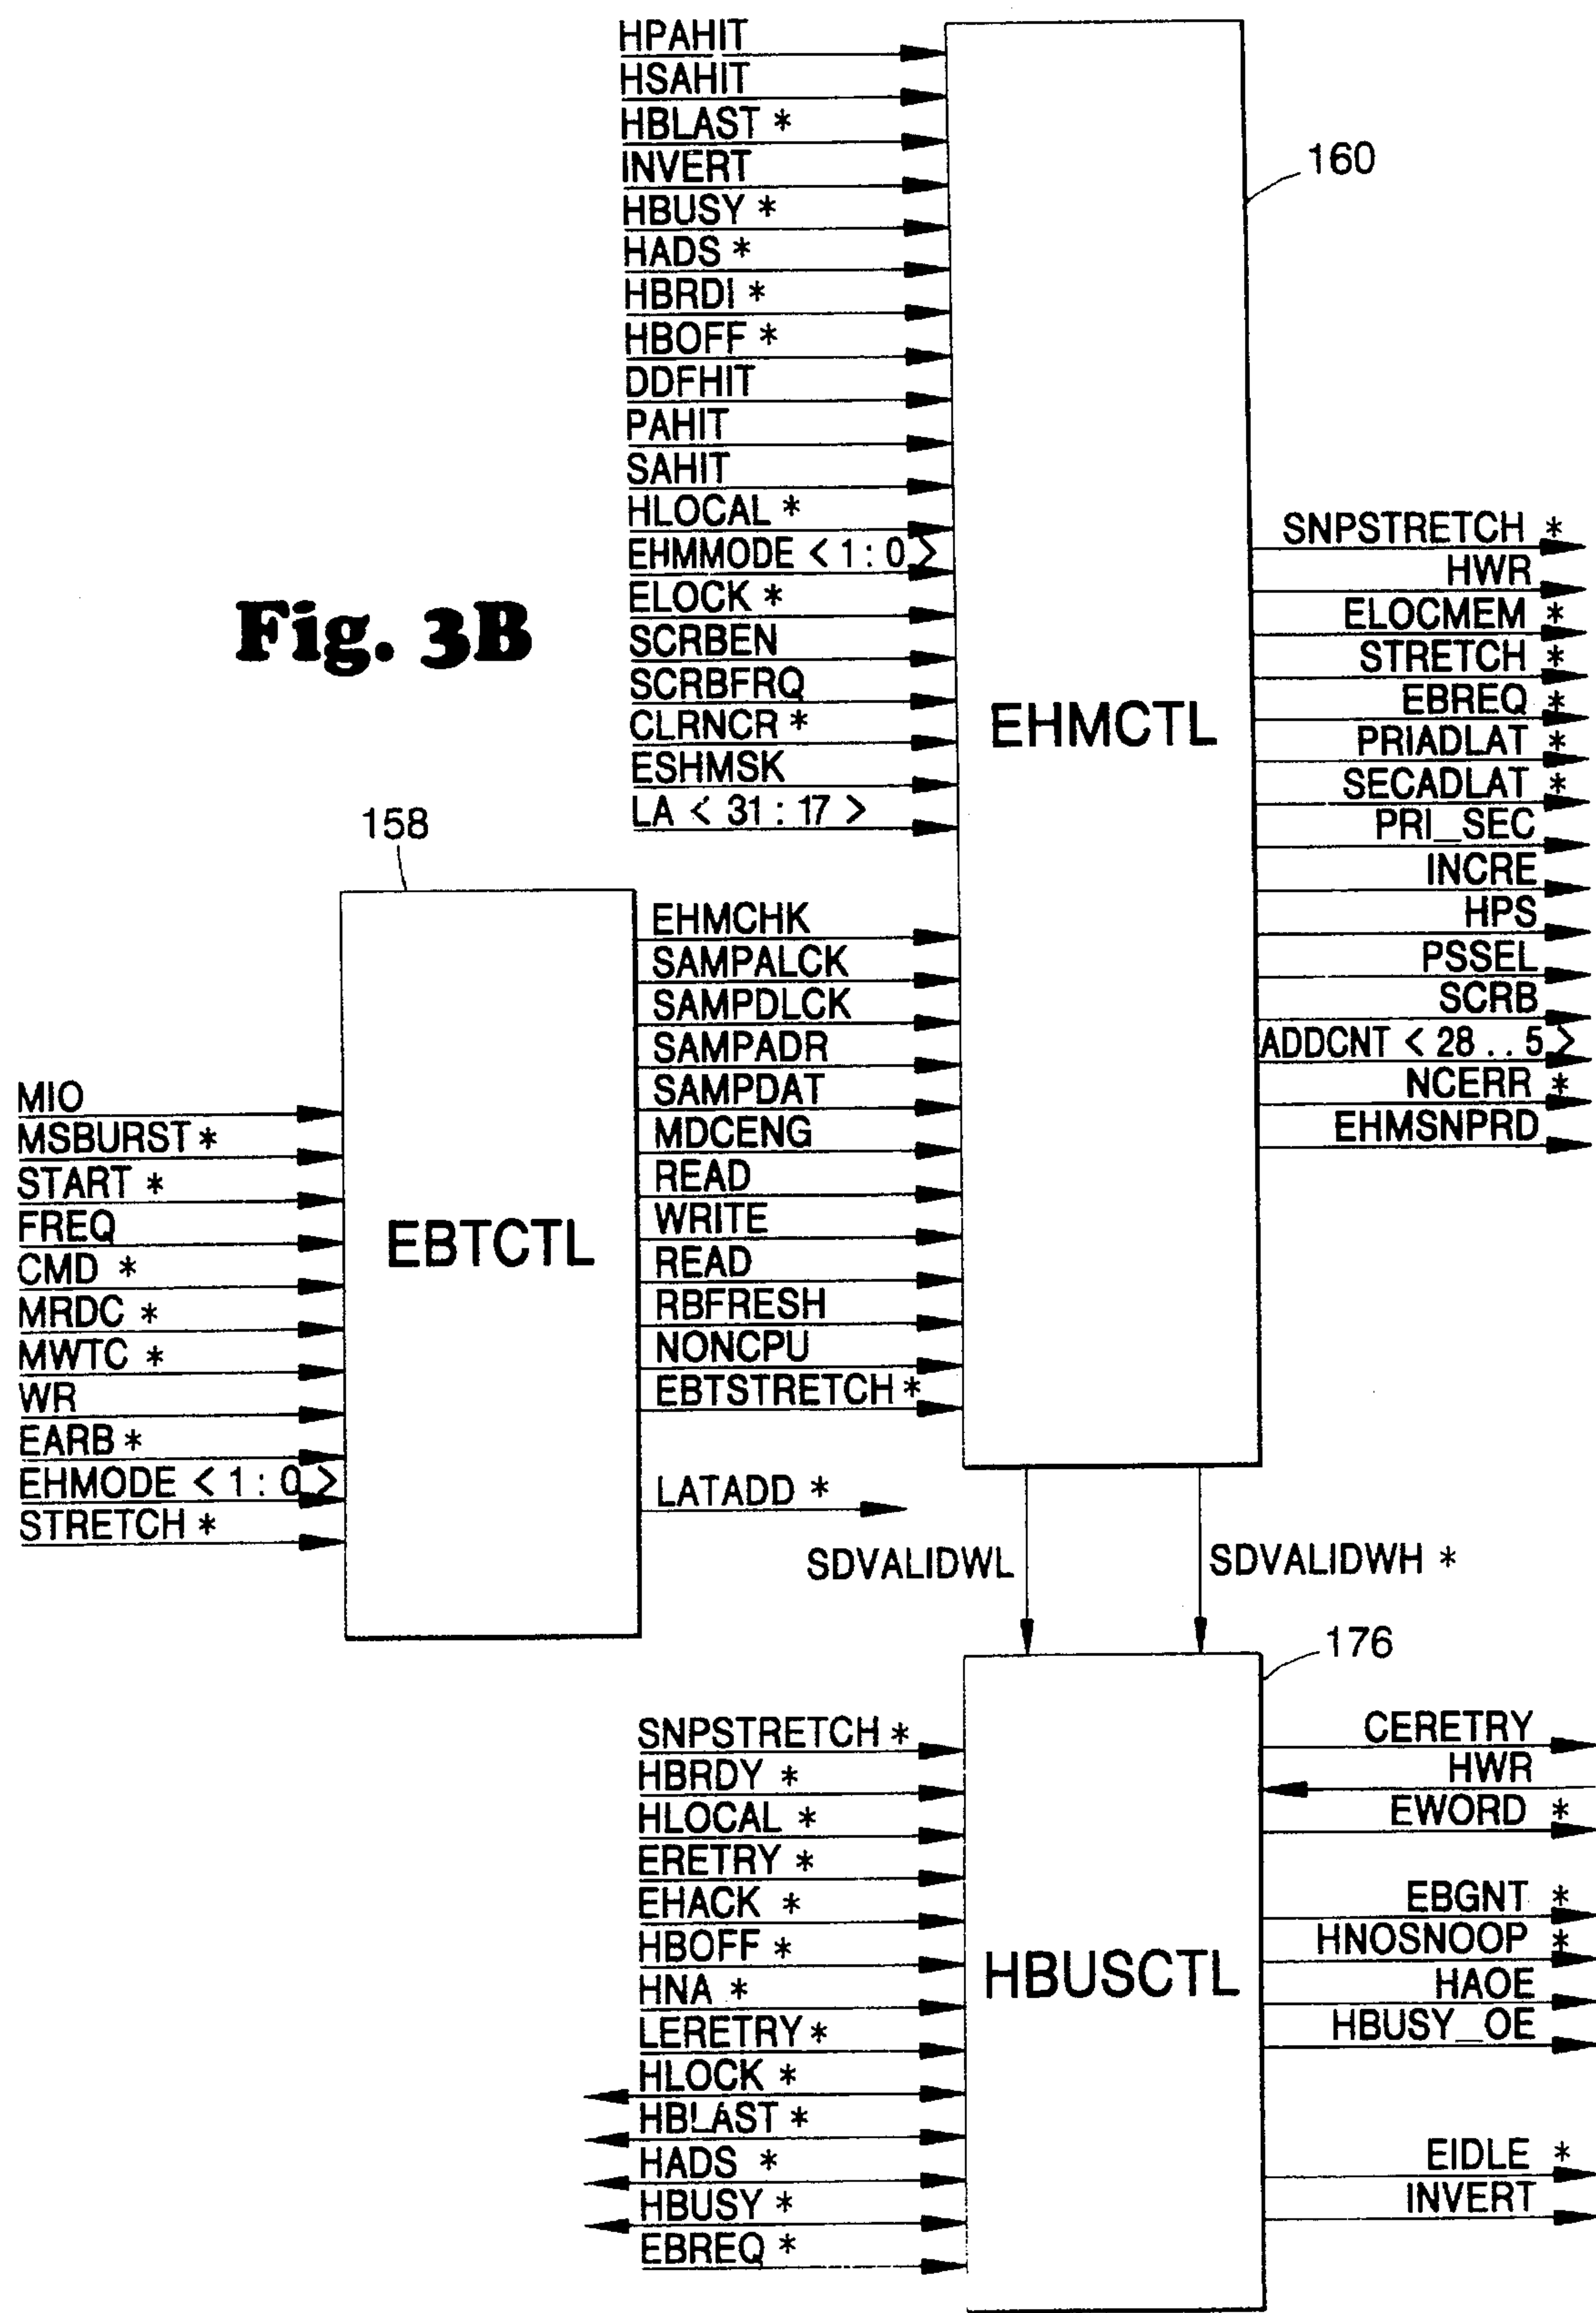 HPAHIT
HSAHIT
HBLAST *
INVERT
HBUSY *
HADS *
HBRDI *
HBOFF *
DDFHIT
PAHIT
SAHIT
HLOCAL *
EHMMODE < 1 : 0 >
ELOCK *
SCRBEN
SCRBFRQ
CLRNCR *
ESHMSK
LA < 31 : 17 >
160
Fig. 3B
EHMCTL
SNPSTRETCH *
HWR
ELOCMEM *
STRETCH *
EBREQ *
PRIADLAT *
SECADLAT *
PRI_SEC
INCRE
HPS
PSSEL
SCRB
ADDCNT < 28 . . 5 >
NCERR *
EHMSNPRD
158
EHMCHK
SAMPALCK
SAMPDLCK
SAMPADR
SAMPDAT
MDCENG
READ
WRITE
READ
RBFRESH
NONCPU
EBTSTRETCH *
LATADD *
MIO
MSBURST *
START *
FREQ
CMD *
MRDC *
MWTC *
WR
EARB *
EHMODE < 1 : 0 >
STRETCH *
EBTCTL
SDVALIDWL
SDVALIDWH *
176
SNPSTRETCH *
HBRDY *
HLOCAL *
ERETRY *
EHACK *
HBOFF *
HNA *
LERETRY *
HLOCK *
HBLAST *
HADS *
HBUSY *
EBREQ *
HBUSCTL
CERETRY
HWR
EWORD *
EBGNT *
HNOSNOOP *
HAOE
HBUSY_OE
EIDLE *
INVERT